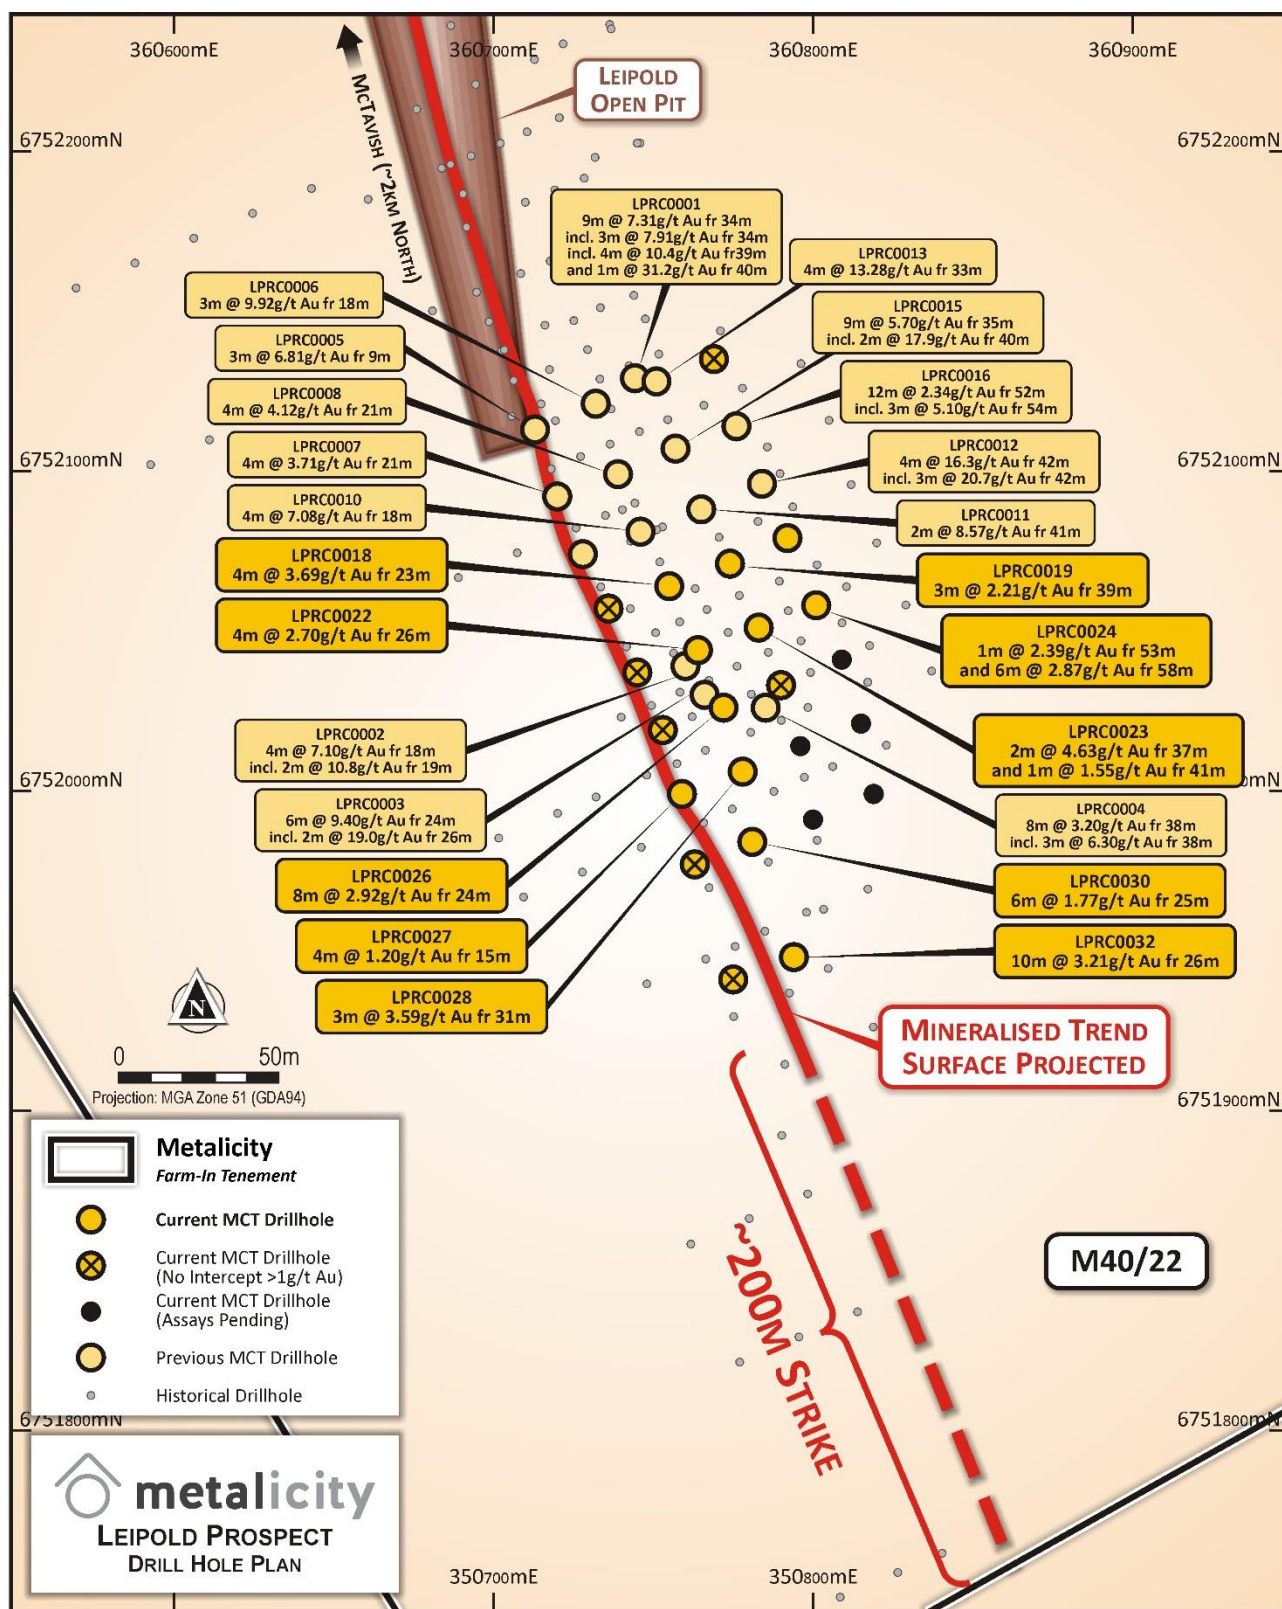 360600mE
360700mE
360800mE
360900mE
6752200mN
6752200mN
MCTAVISH (~2KM NORTH)
LEIPOLD
OPEN PIT
LPRC0001
9m @ 7.31g/t Au fr 34m
incl. 3m @ 7.91g/t Au fr 34m
incl. 4m @ 10.4g/t Au fr39m
and 1m @ 31.2g/t Au fr 40m
LPRC0013
4m @ 13.28g/t Au fr 33m
LPRC0006
3m @ 9.92g/t Au fr 18m
LPRC0015
9m @ 5.70g/t Au fr 35m
incl. 2m @ 17.9g/t Au fr 40m
LPRC0005
3m @ 6.81g/t Au fr 9m
LPRC0016
12m @ 2.34g/t Au fr 52m
incl. 3m @ 5.10g/t Au fr 54m
LPRC0008
4m @ 4.12g/t Au fr 21m
6752100mN
6752100mN
LPRC0007
4m @ 3.71g/t Au fr 21m
LPRC0012
4m @ 16.3g/t Au fr 42m
incl. 3m @ 20.7g/t Au fr 42m
LPRC0010
4m @ 7.08g/t Au fr 18m
LPRC0011
2m @ 8.57g/t Au fr 41m
LPRC0018
4m @ 3.69g/t Au fr 23m
LPRC0019
3m @ 2.21g/t Au fr 39m
LPRC0022
4m @ 2.70g/t Au fr 26m
LPRC0024
1m @ 2.39g/t Au fr 53m
and 6m @ 2.87g/t Au fr 58m
LPRC0002
4m @ 7.10g/t Au fr 18m
incl. 2m @ 10.8g/t Au fr 19m
LPRC0023
2m @ 4.63g/t Au fr 37m
and 1m @ 1.55g/t Au fr 41m
6752000mN
0mN
LPRC0003
6m @ 9.40g/t Au fr 24m
incl. 2m @ 19.0g/t Au fr 26m
LPRC0004
8m @ 3.20g/t Au fr 38m
incl. 3m @ 6.30g/t Au fr 38m
LPRC0026
8m @ 2.92g/t Au fr 24m
LPRC0030
6m @ 1.77g/t Au fr 25m
LPRC0027
4m @ 1.20g/t Au fr 15m
LPRC0032
10m @ 3.21g/t Au fr 26m
LPRC0028
3m @ 3.59g/t Au fr 31m
N
0 50m
Projection: MGA Zone 51 (GDA94)
MINERALISED TREND
SURFACE PROJECTED
6751900mN
Metalicity
Farm-In Tenement
Current MCT Drillhole
Current MCT Drillhole
(No Intercept >1g/t Au)
Current MCT Drillhole
(Assays Pending)
Previous MCT Drillhole
Historical Drillhole
~200M STRIKE
M40/22
6751800mN
6751800mN
metalicity
LEIPOLD PROSPECT
DRILL HOLE PLAN
350700mE
350800mE